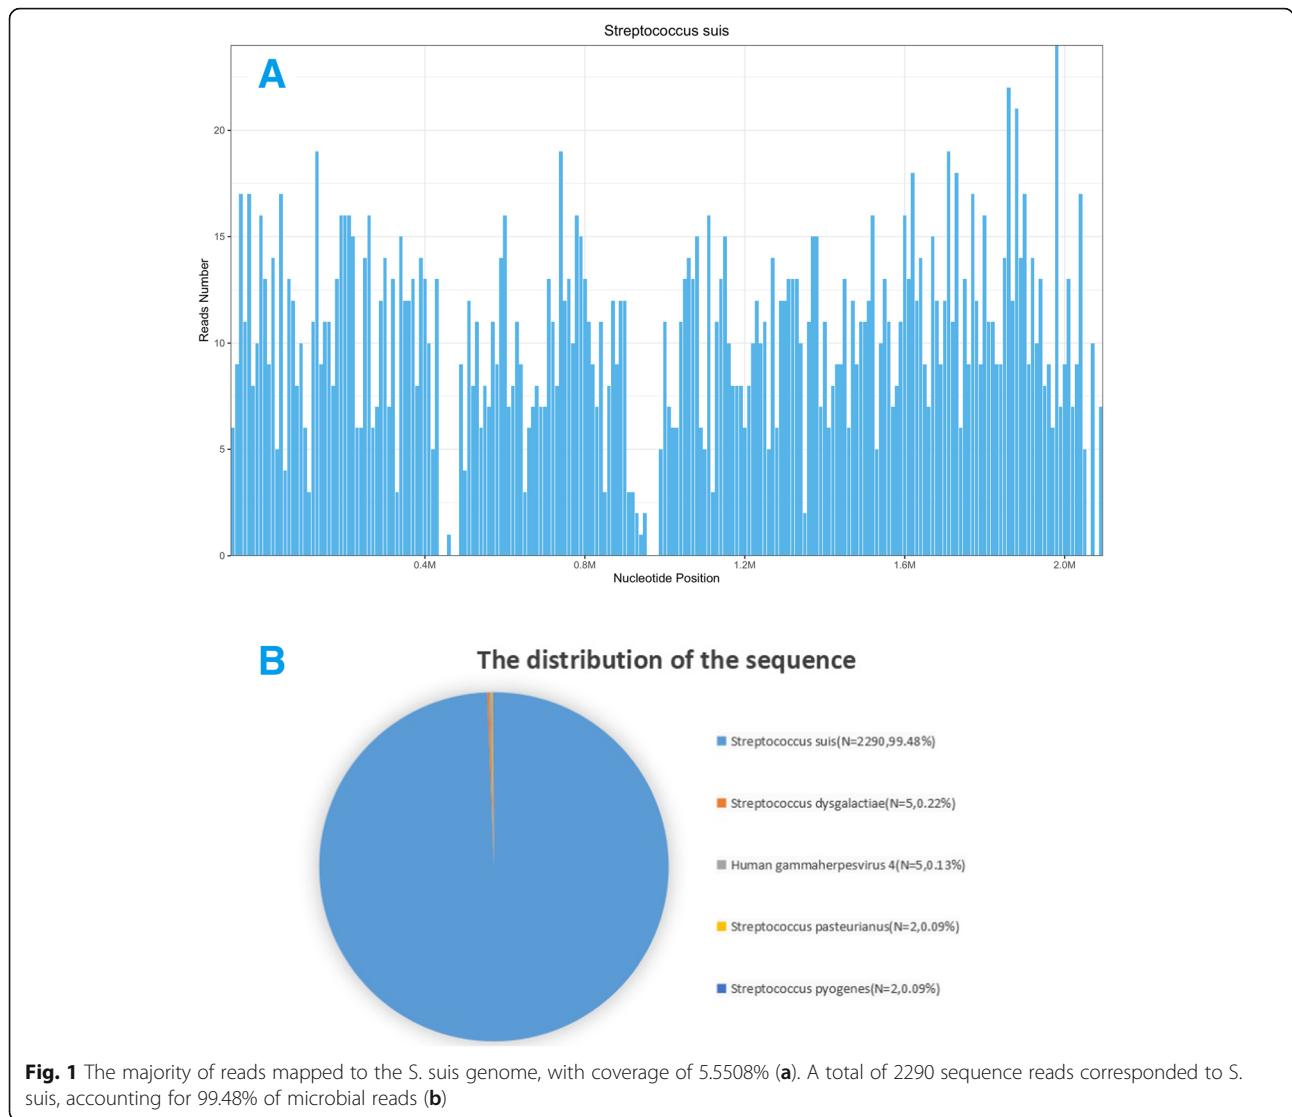 Streptococcus suis
A
20
15
10
5
0
Reads Number
0.4M 0.8M 1.2M 1.6M 2.0M
Nucleotide Position
B
The distribution of the sequence
Streptococcus suis(N=2290,99.48%)
Streptococcus dysgalactiae(N=5,0.22%)
Human gammaherpesvirus 4(N=5,0.13%)
Streptococcus pasteurianus(N=2,0.09%)
Streptococcus pyogenes(N=2,0.09%)
Fig. 1 The majority of reads mapped to the S. suis genome, with coverage of 5.5508% (a). A total of 2290 sequence reads corresponded to S.
suis, accounting for 99.48% of microbial reads (b)